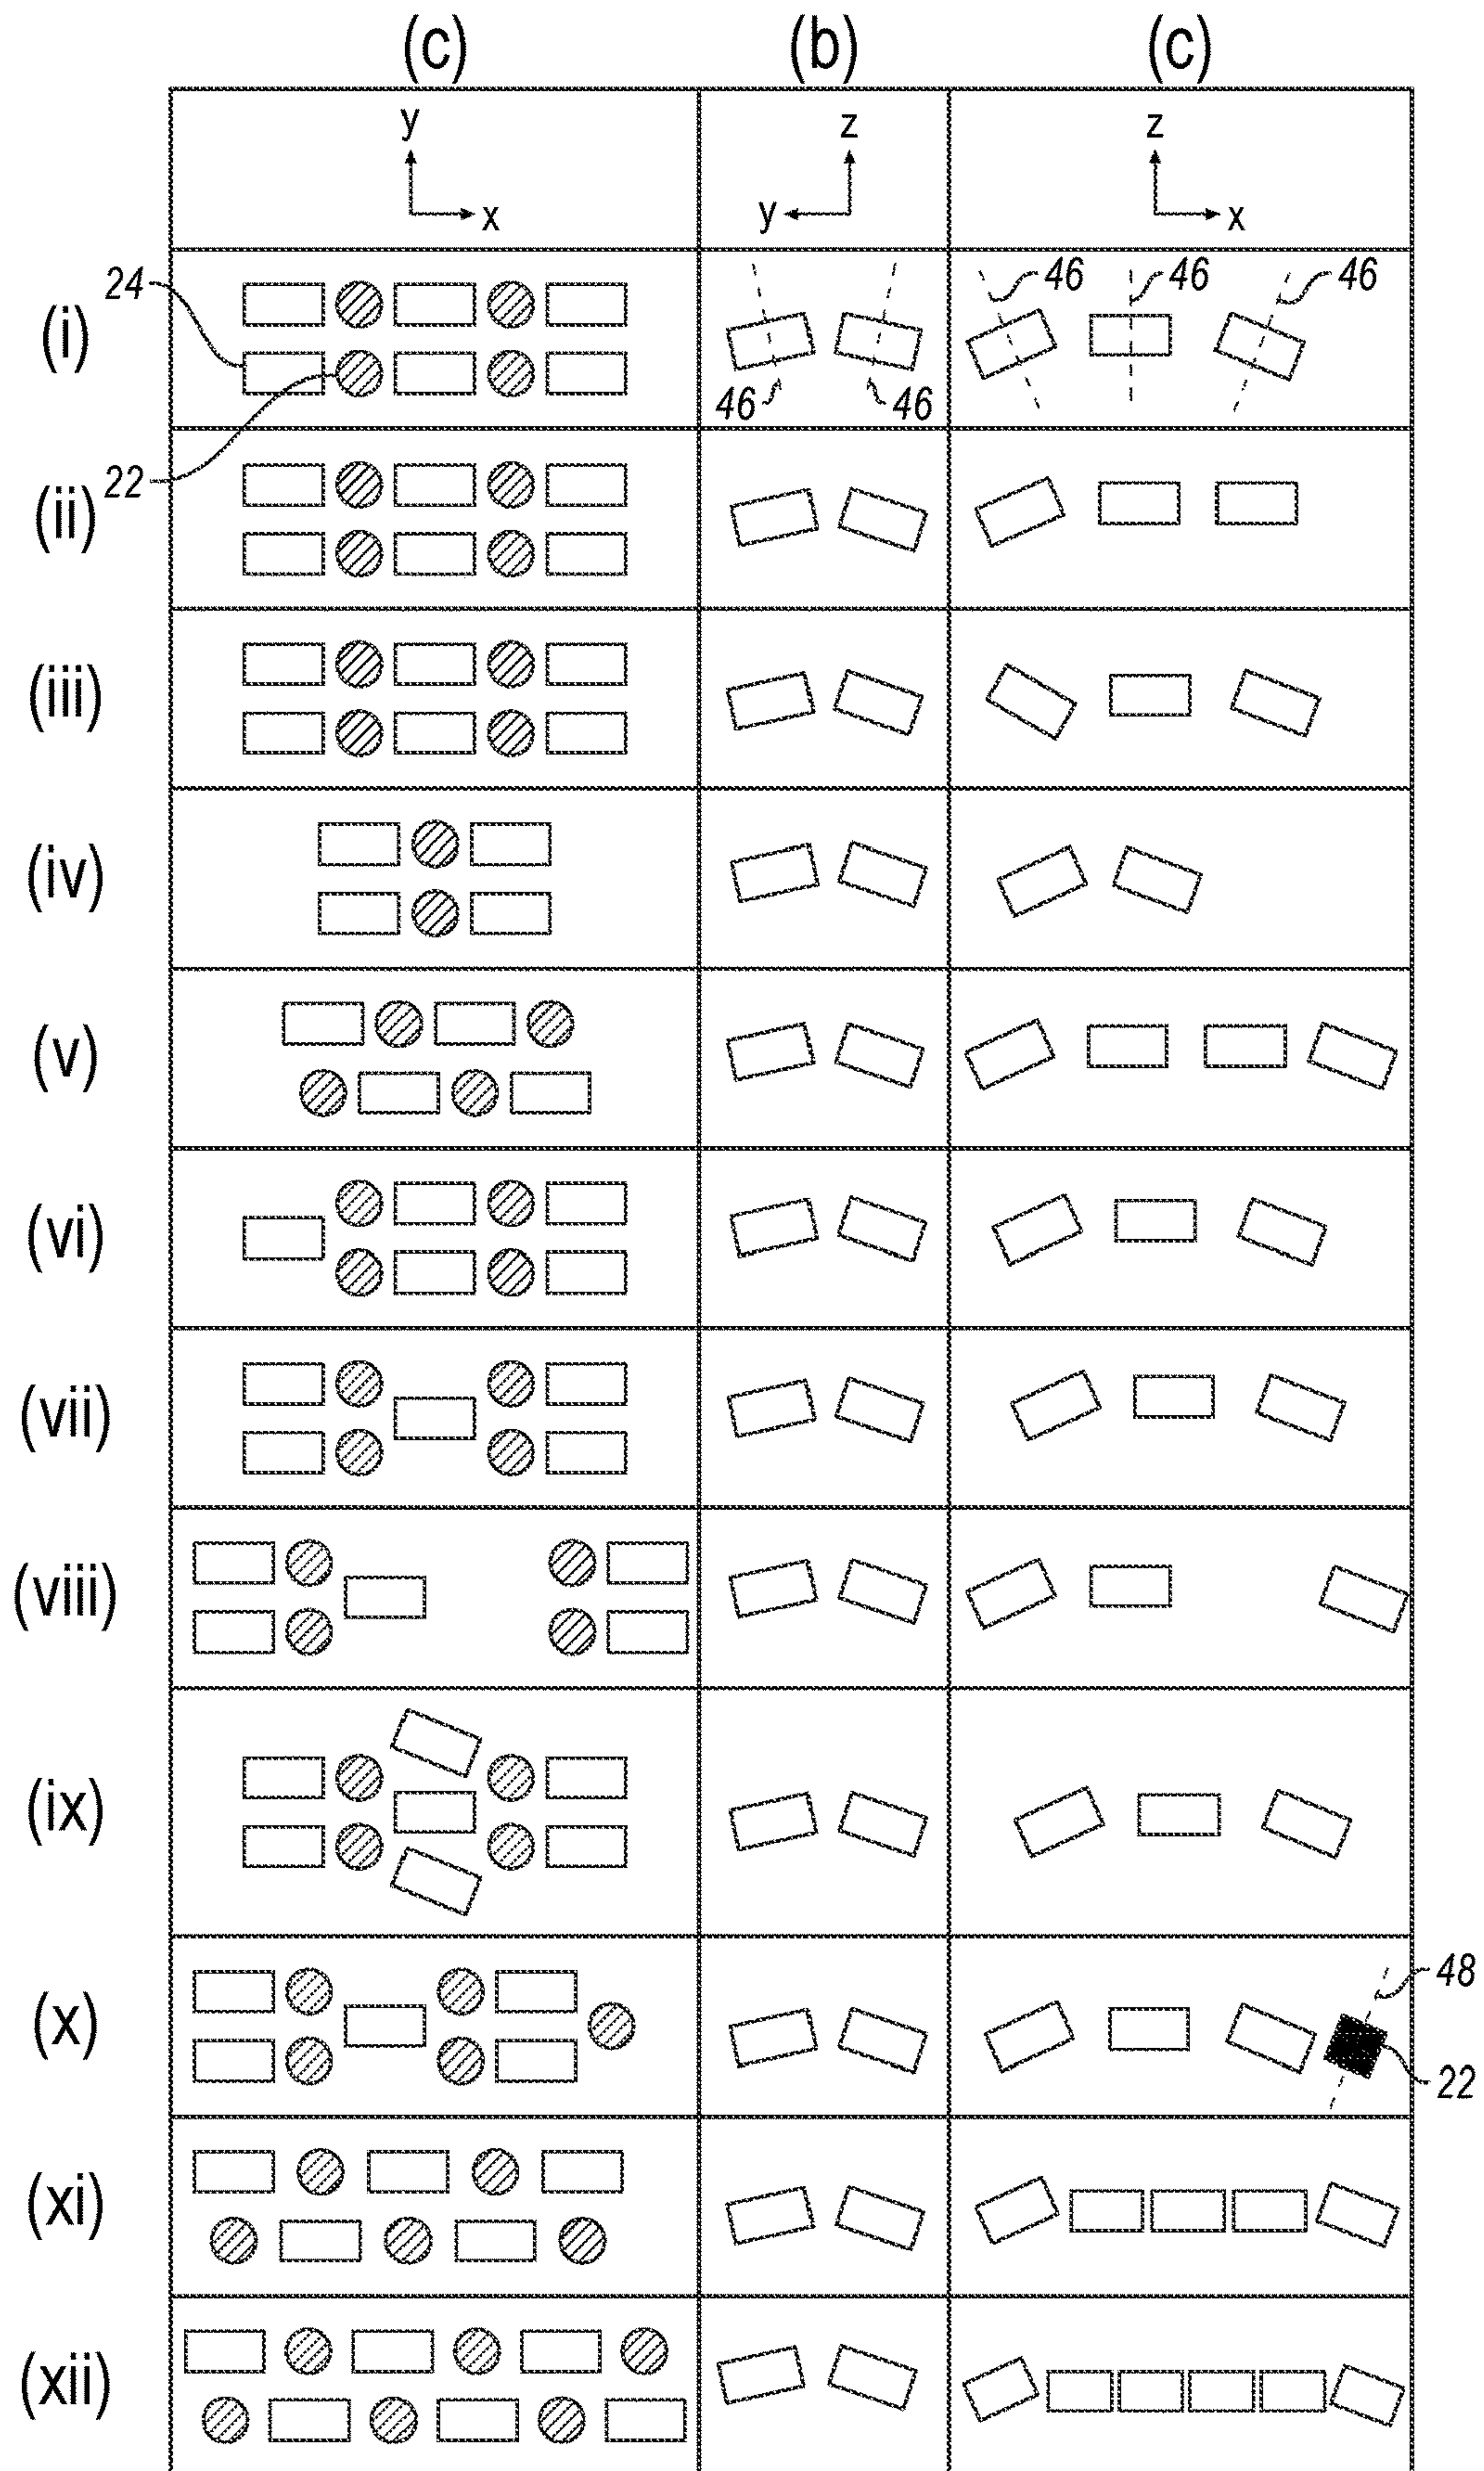 (c) (b) (c)
y z z
x y x
24 46 46 46
(i)
46 46
22
(ii)
(iii)
(iv)
(v)
(vi)
(vii)
(viii)
(ix)
48
(x)
22
(xi)
(xii)